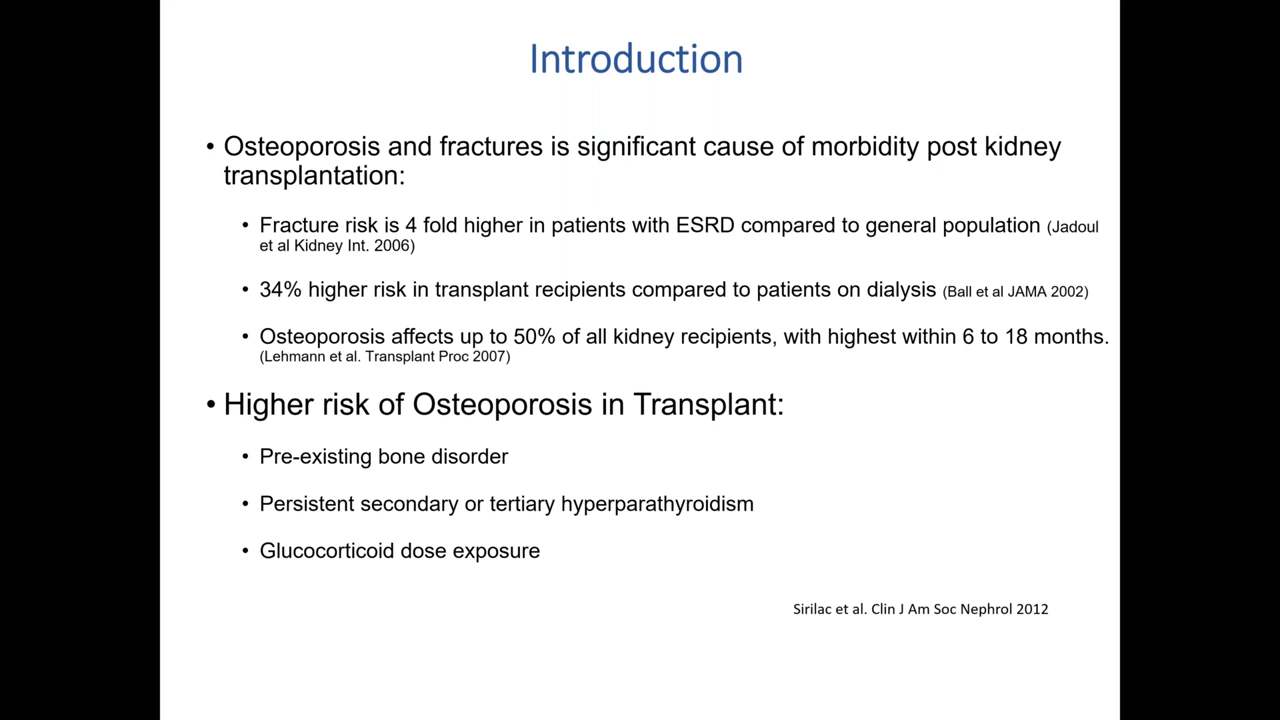 Introduction
• Osteoporosis and fractures is significant cause of morbidity post kidney
transplantation:
• Fracture risk is 4 fold higher in patients with ESRD compared to general population (Jadoul
et al Kidney Int. 2006)
• 34% higher risk in transplant recipients compared to patients on dialysis (Ball et al JAMA 2002)
• Osteoporosis affects up to 50% of all kidney recipients, with highest within 6 to 18 months.
(Lehmann et al. Transplant Proc 2007)
• Higher risk of Osteoporosis in Transplant:
• Pre-existing bone disorder
• Persistent secondary or tertiary hyperparathyroidism
• Glucocorticoid dose exposure
Sirilac et al. Clin J Am Soc Nephrol 2012